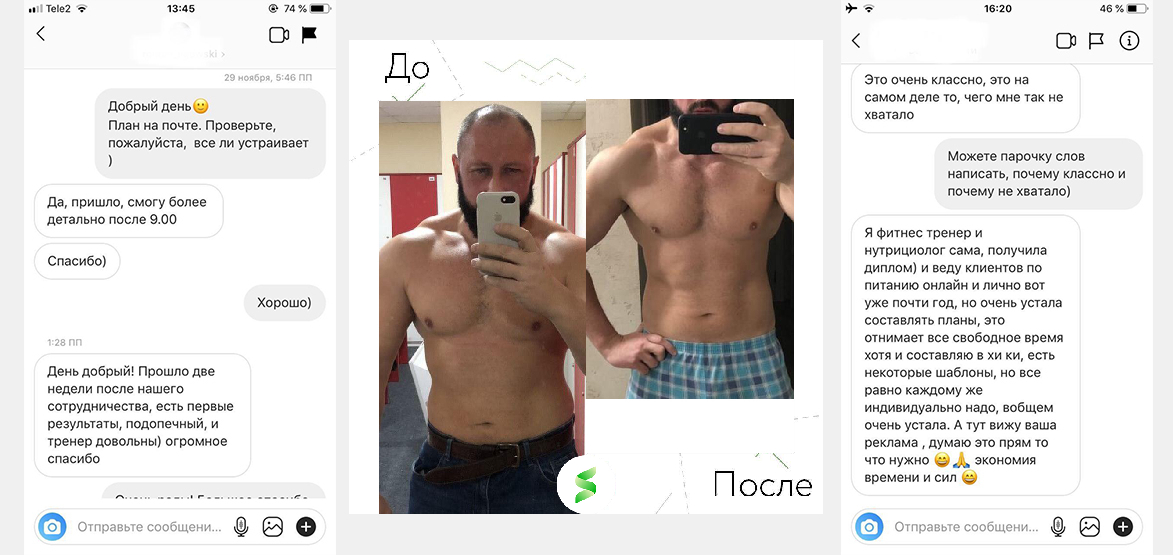 Tele2
13:45
74 %
ski ›
29 ноября, 5:46 ПП
Добрый день🙂
План на почте. Проверьте,
пожалуйста, все ли устраивает
)
Да, пришло, смогу более
детально после 9.00
Спасибо)
Хорошо)
1:28 ПП
День добрый! Прошло две
недели после нашего
сотрудничества, есть первые
результаты, подопечный, и
тренер довольны) огромное
спасибо
Очень рады! Большое спасибо
Отправьте сообщени...
До
После
16:20
46 %
Это очень классно, это на
самом деле то, чего мне так не
хватало
Можете парочку слов
написать, почему классно и
почему не хватало)
Я фитнес тренер и
нутрициолог сама, получила
диплом) и веду клиентов по
питанию онлайн и лично вот
уже почти год, но очень устала
составлять планы, это
отнимает все свободное время
хотя и составляю в хи ки, есть
некоторые шаблоны, но все
равно каждому же
индивидуально надо, вобщем
очень устала. А тут вижу ваша
реклама , думаю это прям то
что нужно 😄🙏 экономия
времени и сил 😄
Отправьте сообщени...